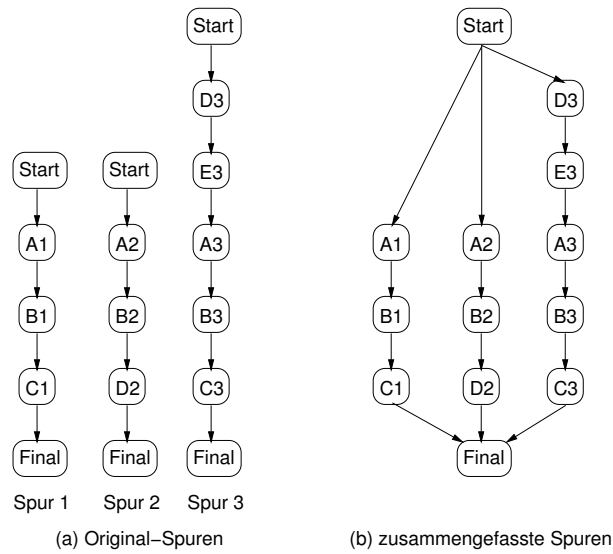 Start
D3
E3
A3
B3
C3
Final
Spur 3
Start
A1
B1
C1
Final
Spur 1
Start
A2
B2
D2
Final
Spur 2
(a) Original–Spuren
Start
D3
E3
A1
A2
A3
B1
B2
B3
C1
D2
C3
Final
(b) zusammengefasste Spuren